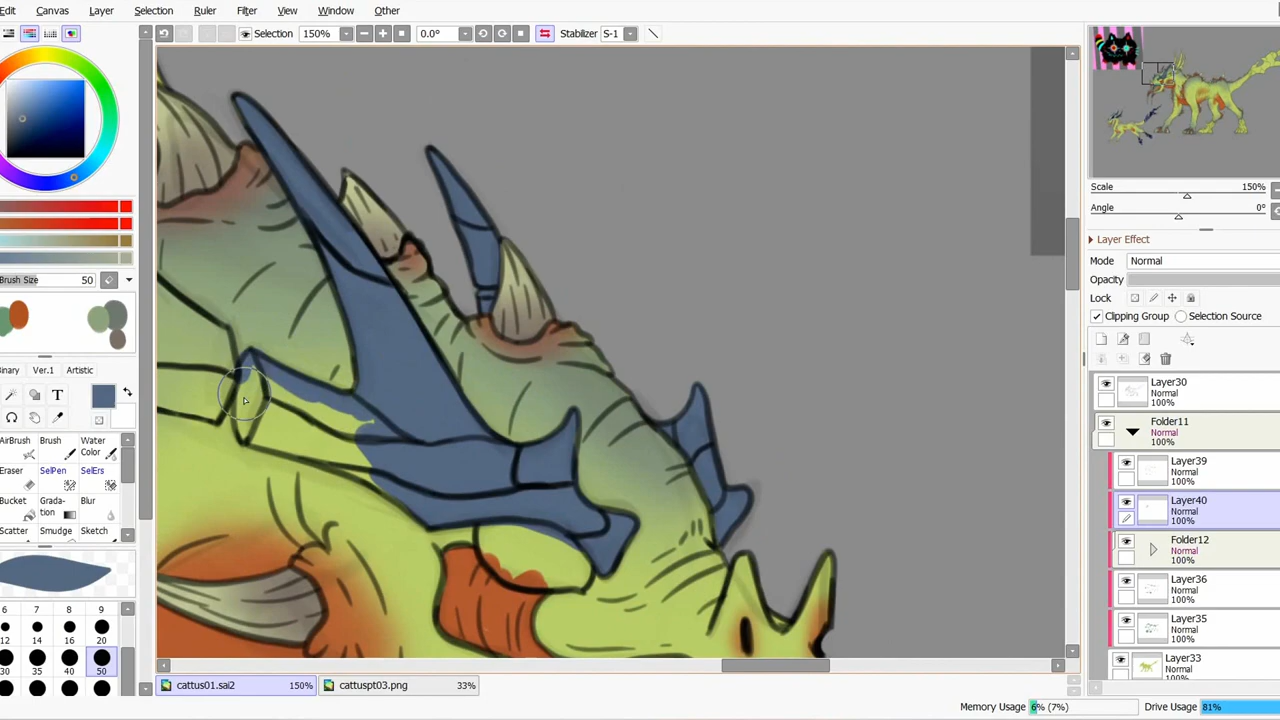 Edit Canvas Layer Selection Ruler Filter View Window Other
Selection 150% 0.0° Stabilizer S-1
Scale 150%
Angle 0°
Layer Effect
Mode Normal
Opacity
Lock
Clipping Group Selection Source
Brush Size 50
Binary Ver.1 Artistic
T
AirBrush Brush Water Color
Eraser SelPen SelErs
Bucket Gradation Blur
Scatter Smudge Sketch
6 7 8 9
12 14 16 20
30 35 40 50
Layer30
Normal
100%
Folder11
Normal
100%
Layer39
Normal
100%
Layer40
Normal
100%
Folder12
Normal
100%
Layer36
Normal
100%
Layer35
Normal
100%
Layer33
Normal
100%
cattus01.sai2 150% cattuspt03.png 33%
Memory Usage 6% (7%) Drive Usage 81%